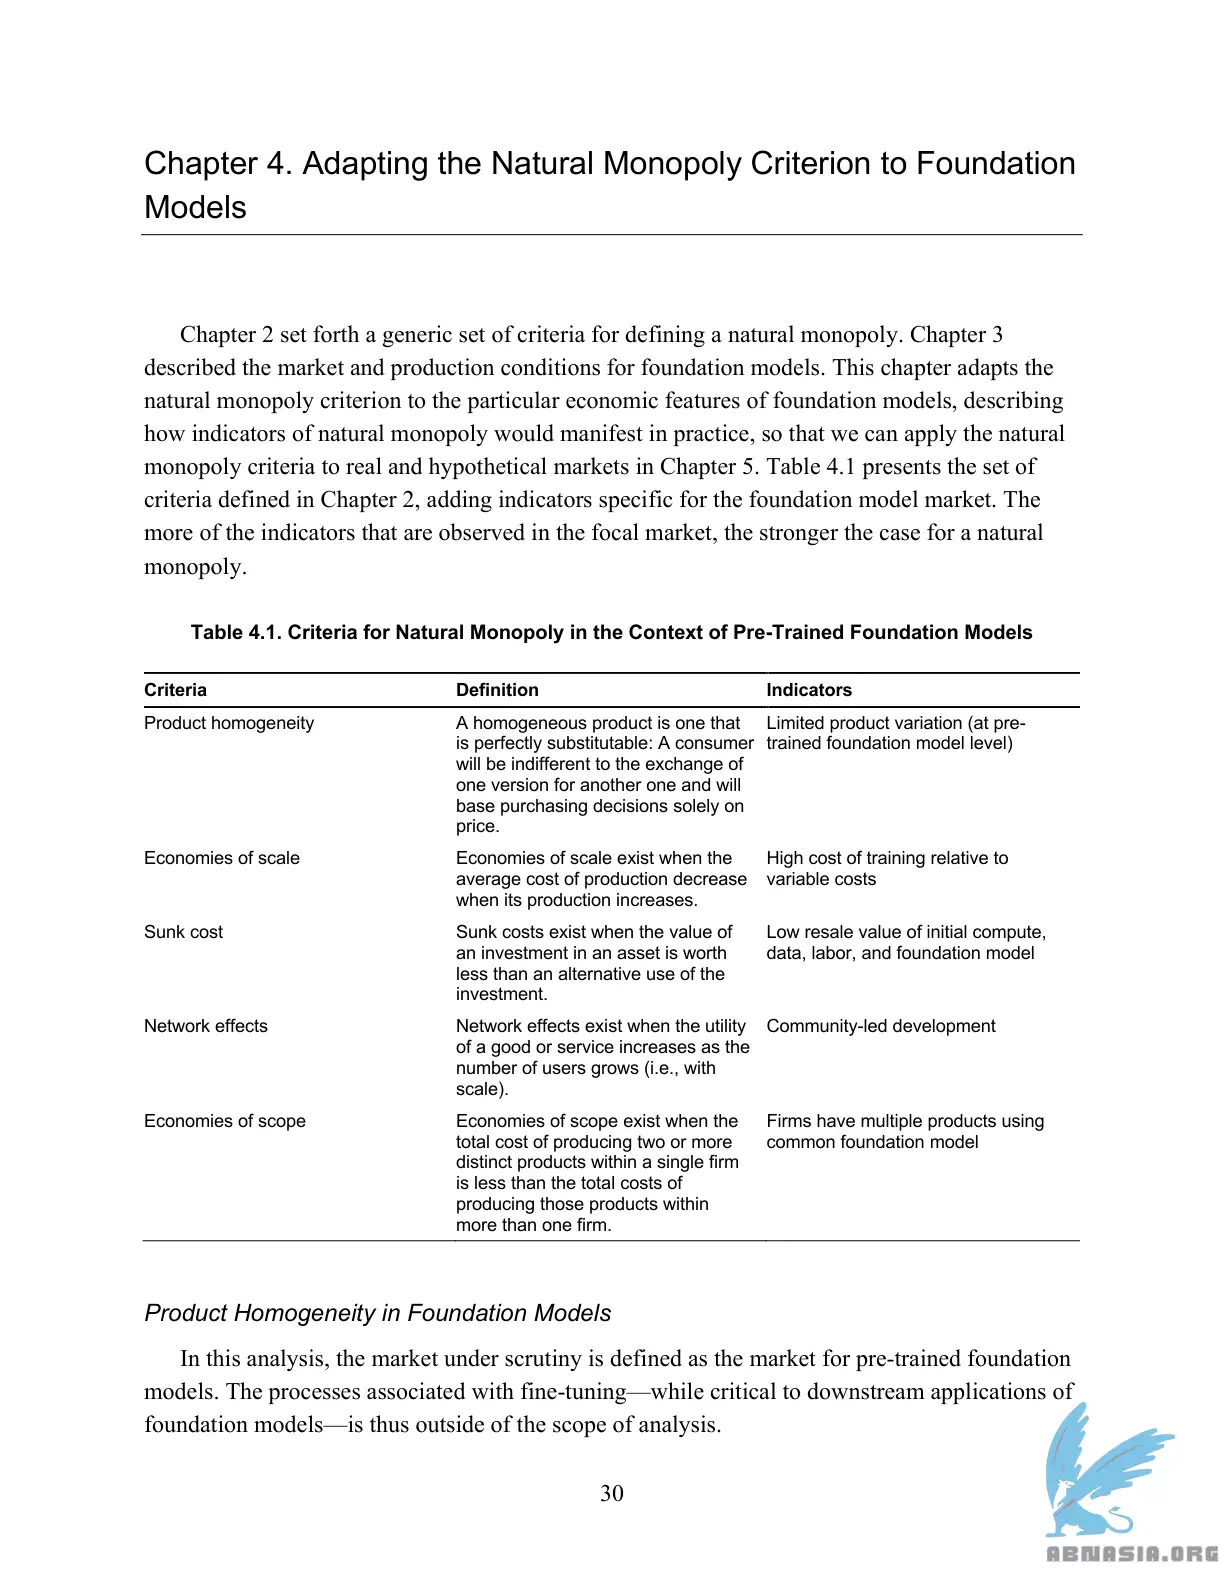 Chapter 4. Adapting the Natural Monopoly Criterion to Foundation
Models
Chapter 2 set forth a generic set of criteria for defining a natural monopoly. Chapter 3
described the market and production conditions for foundation models. This chapter adapts the
natural monopoly criterion to the particular economic features of foundation models, describing
how indicators of natural monopoly would manifest in practice, so that we can apply the natural
monopoly criteria to real and hypothetical markets in Chapter 5. Table 4.1 presents the set of
criteria defined in Chapter 2, adding indicators specific for the foundation model market. The
more of the indicators that are observed in the focal market, the stronger the case for a natural
monopoly.
Table 4.1. Criteria for Natural Monopoly in the Context of Pre-Trained Foundation Models
Criteria Definition Indicators
Product homogeneity A homogeneous product is one that Limited product variation (at pre-
is perfectly substitutable: A consumer trained foundation model level)
will be indifferent to the exchange of
one version for another one and will
base purchasing decisions solely on
price.
Economies of scale Economies of scale exist when the High cost of training relative to
average cost of production decrease variable costs
when its production increases.
Sunk cost Sunk costs exist when the value of Low resale value of initial compute,
an investment in an asset is worth data, labor, and foundation model
less than an alternative use of the
investment.
Network effects Network effects exist when the utility Community-led development
of a good or service increases as the
number of users grows (i.e., with
scale).
Economies of scope Economies of scope exist when the Firms have multiple products using
total cost of producing two or more common foundation model
distinct products within a single firm
is less than the total costs of
producing those products within
more than one firm.
Product Homogeneity in Foundation Models
In this analysis, the market under scrutiny is defined as the market for pre-trained foundation
models. The processes associated with fine-tuning—while critical to downstream applications of
foundation models—is thus outside of the scope of analysis.
30
ABNASIA.ORG